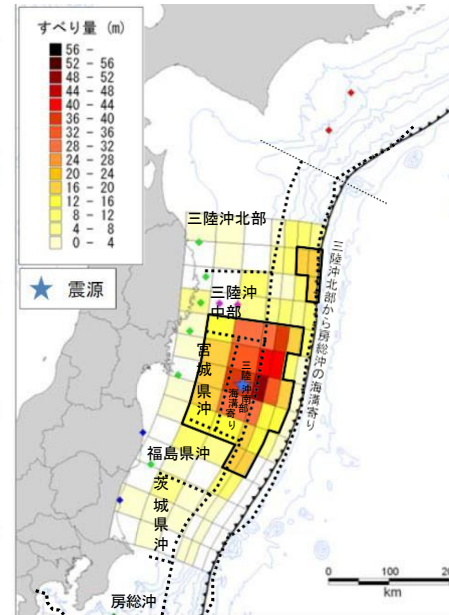 すべり量 (m)
56 -
52 - 56
48 - 52
44 - 48
40 - 44
36 - 40
32 - 36
28 - 32
24 - 28
20 - 24
16 - 20
12 - 16
8 - 12
4 - 8
0 - 4
震源
三陸沖北部
三陸沖
中部
三陸沖北部から房総沖の海溝寄り
宮城県沖
三陸沖南部
海溝寄り
福島県沖
茨城県沖
房総沖
0
km